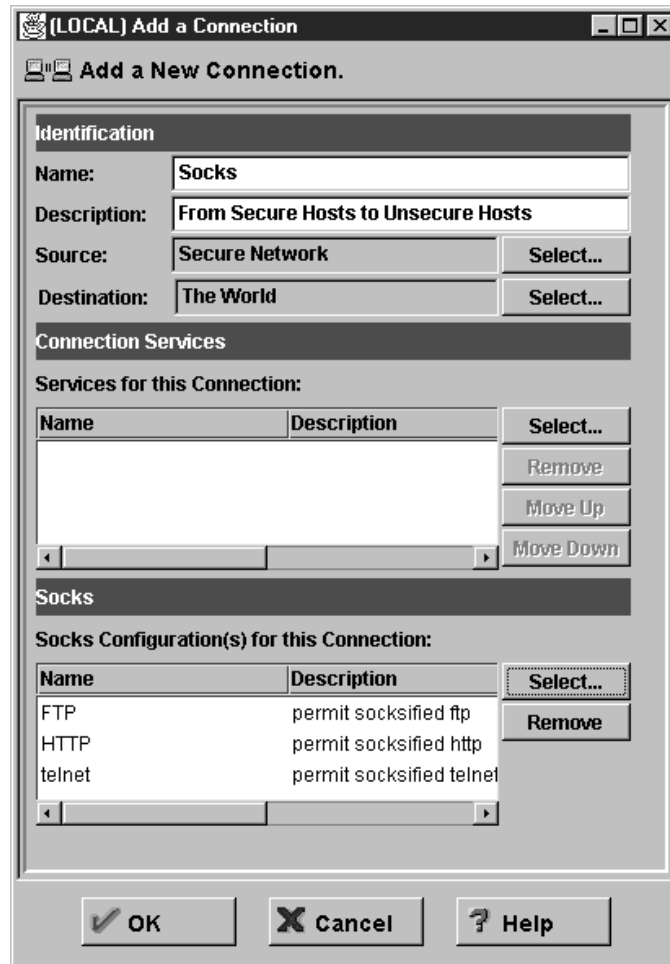 (LOCAL) Add a Connection
Add a New Connection.
Identification
Name: Socks
Description: From Secure Hosts to Unsecure Hosts
Source: Secure Network Select...
Destination: The World Select...
Connection Services
Services for this Connection:
Name Description Select...
Remove
Move Up
Move Down
Socks
Socks Configuration(s) for this Connection:
Name Description Select...
FTP permit socksified ftp Remove
HTTP permit socksified http
telnet permit socksified telnet
OK Cancel Help